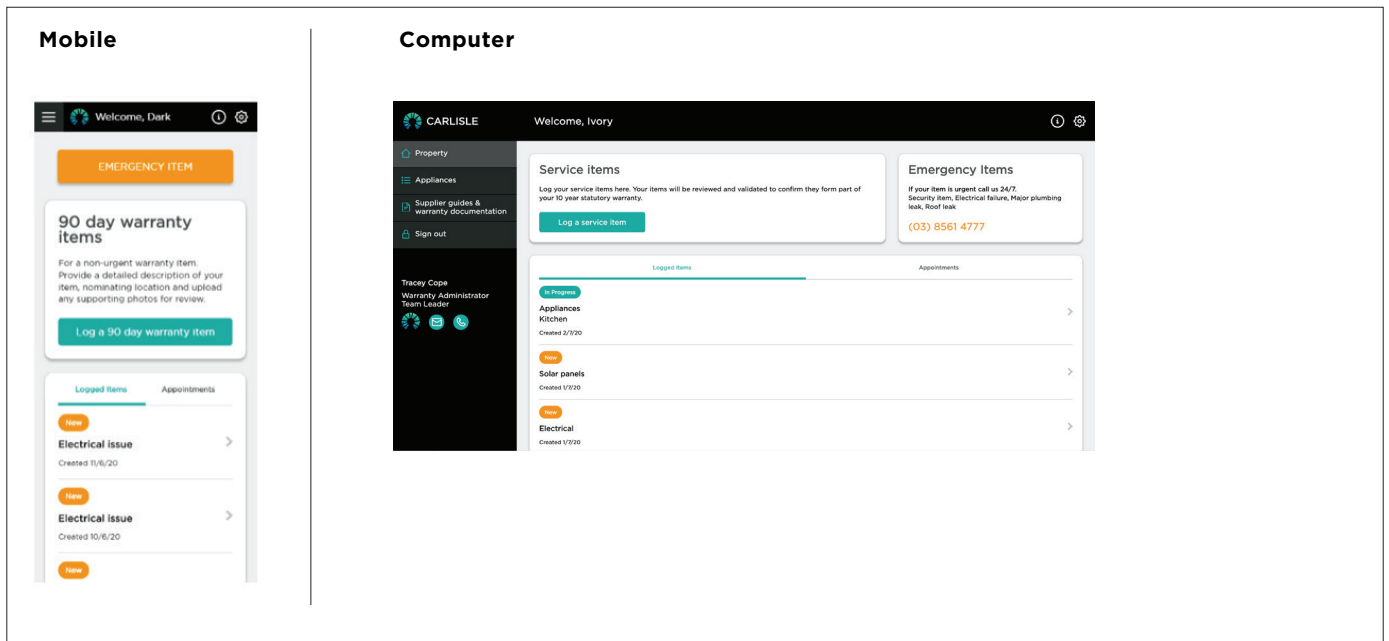 Mobile
Computer
Welcome, Dark
EMERGENCY ITEM
90 day warranty
items
For a non-urgent warranty item.
Provide a detailed description of your
item, nominating location and upload
any supporting photos for review.
Log a 90 day warranty item
Logged Items Appointments
New
Electrical issue
Created 11/6/20
New
Electrical issue
Created 10/6/20
New
CARLISLE
Welcome, Ivory
Property
Appliances
Supplier guides &
warranty documentation
Sign out
Tracey Cope
Warranty Administrator
Team Leader
Service items
Log your service items here. Your items will be reviewed and validated to confirm they form part of
your 10 year statutory warranty.
Log a service item
Emergency Items
If your item is urgent call us 24/7.
Security item, Electrical failure, Major plumbing
leak, Roof leak
(03) 8561 4777
Logged Items Appointments
In Progress
Appliances
Kitchen
Created 2/7/20
New
Solar panels
Created 1/7/20
New
Electrical
Created 1/7/20